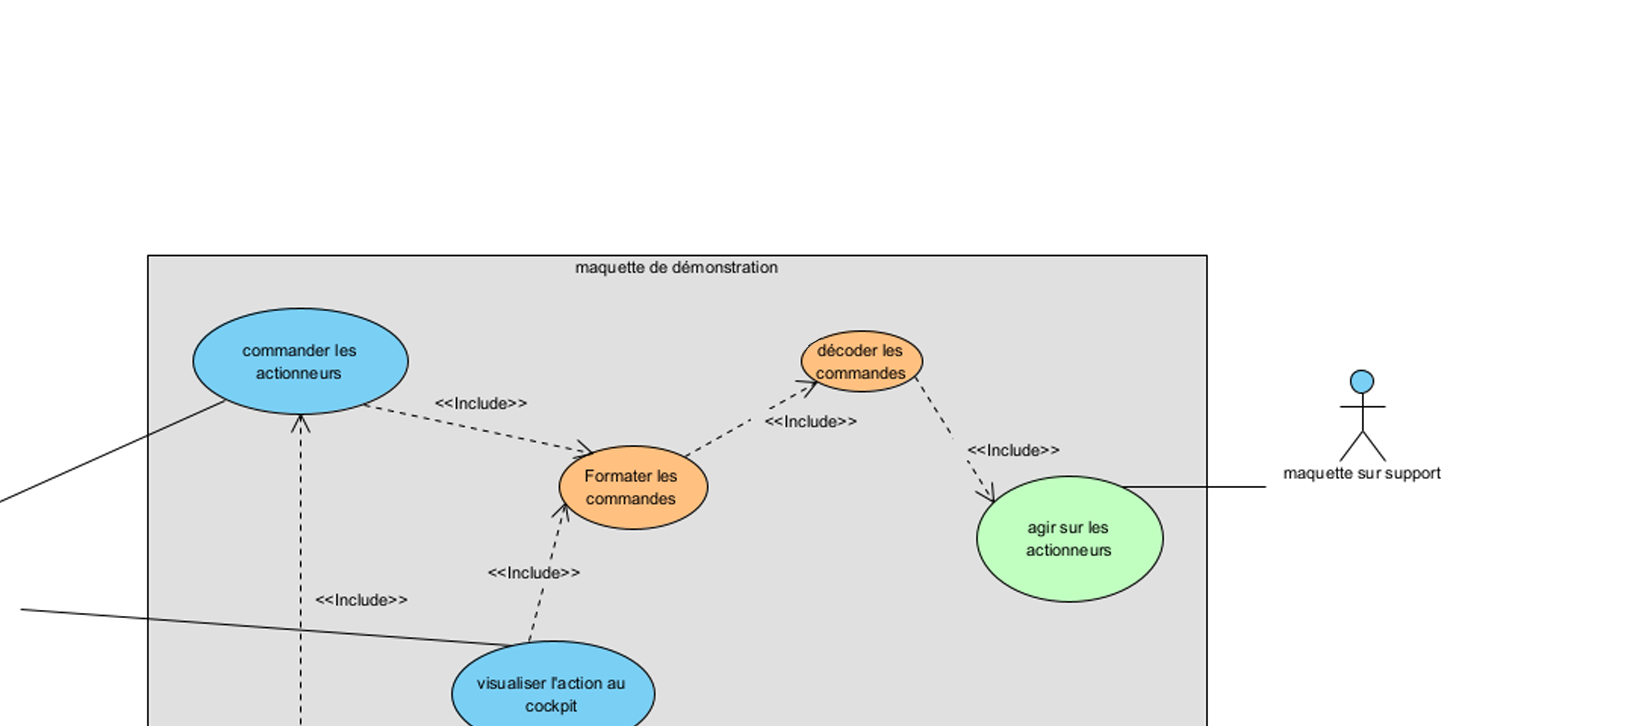 maquette de démonstration
commander les
actionneurs
décoder les
commandes
<<Include>>
<<Include>>
<<Include>>
maquette sur support
Formater les
commandes
agir sur les
actionneurs
<<Include>>
<<Include>>
visualiser l'action au
cockpit